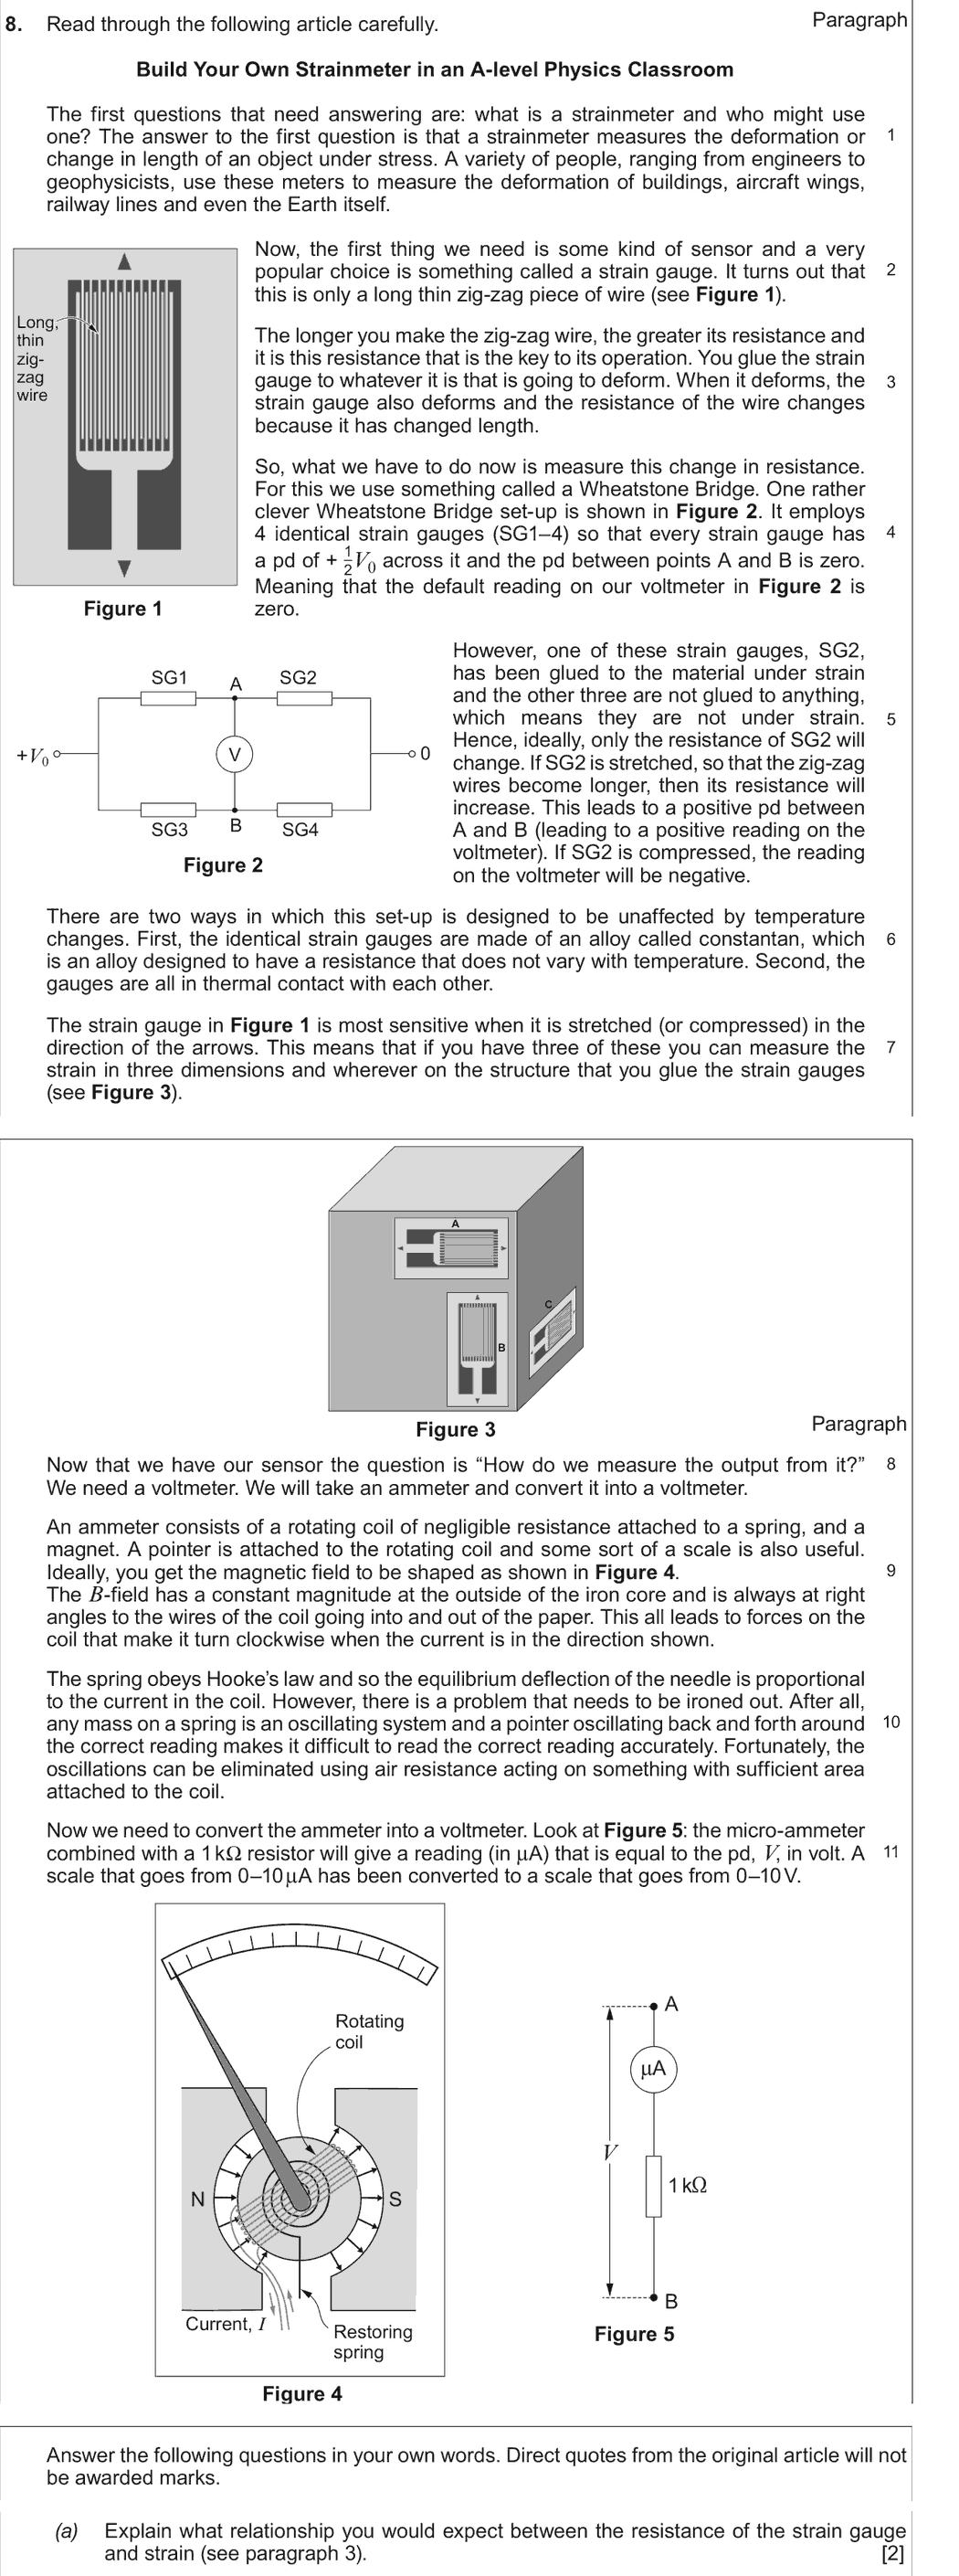 8. Read through the following article carefully.
Paragraph
Build Your Own Strainmeter in an A-level Physics Classroom
The first questions that need answering are: what is a strainmeter and who might use
one? The answer to the first question is that a strainmeter measures the deformation or 1
change in length of an object under stress. A variety of people, ranging from engineers to
geophysicists, use these meters to measure the deformation of buildings, aircraft wings,
railway lines and even the Earth itself.
Long,
thin
zig-
zag
wire
Figure 1
Now, the first thing we need is some kind of sensor and a very
popular choice is something called a strain gauge. It turns out that 2
this is only a long thin zig-zag piece of wire (see Figure 1).
The longer you make the zig-zag wire, the greater its resistance and
it is this resistance that is the key to its operation. You glue the strain
gauge to whatever it is that is going to deform. When it deforms, the 3
strain gauge also deforms and the resistance of the wire changes
because it has changed length.
So, what we have to do now is measure this change in resistance.
For this we use something called a Wheatstone Bridge. One rather
clever Wheatstone Bridge set-up is shown in Figure 2. It employs
4 identical strain gauges (SG1–4) so that every strain gauge has 4
a pd of + ½V₀ across it and the pd between points A and B is zero.
Meaning that the default reading on our voltmeter in Figure 2 is
zero.
SG1
A
SG2
+V₀
V
0
SG3
B
SG4
Figure 2
However, one of these strain gauges, SG2,
has been glued to the material under strain
and the other three are not glued to anything,
which means they are not under strain. 5
Hence, ideally, only the resistance of SG2 will
change. If SG2 is stretched, so that the zig-zag
wires become longer, then its resistance will
increase. This leads to a positive pd between
A and B (leading to a positive reading on the
voltmeter). If SG2 is compressed, the reading
on the voltmeter will be negative.
There are two ways in which this set-up is designed to be unaffected by temperature
changes. First, the identical strain gauges are made of an alloy called constantan, which 6
is an alloy designed to have a resistance that does not vary with temperature. Second, the
gauges are all in thermal contact with each other.
The strain gauge in Figure 1 is most sensitive when it is stretched (or compressed) in the
direction of the arrows. This means that if you have three of these you can measure the 7
strain in three dimensions and wherever on the structure that you glue the strain gauges
(see Figure 3).
A
B
C
Figure 3
Paragraph
Now that we have our sensor the question is “How do we measure the output from it?” 8
We need a voltmeter. We will take an ammeter and convert it into a voltmeter.
An ammeter consists of a rotating coil of negligible resistance attached to a spring, and a
magnet. A pointer is attached to the rotating coil and some sort of a scale is also useful.
Ideally, you get the magnetic field to be shaped as shown in Figure 4. 9
The B-field has a constant magnitude at the outside of the iron core and is always at right
angles to the wires of the coil going into and out of the paper. This all leads to forces on the
coil that make it turn clockwise when the current is in the direction shown.
The spring obeys Hooke’s law and so the equilibrium deflection of the needle is proportional
to the current in the coil. However, there is a problem that needs to be ironed out. After all,
any mass on a spring is an oscillating system and a pointer oscillating back and forth around 10
the correct reading makes it difficult to read the correct reading accurately. Fortunately, the
oscillations can be eliminated using air resistance acting on something with sufficient area
attached to the coil.
Now we need to convert the ammeter into a voltmeter. Look at Figure 5: the micro-ammeter
combined with a 1 kΩ resistor will give a reading (in µA) that is equal to the pd, V, in volt. A 11
scale that goes from 0–10 µA has been converted to a scale that goes from 0–10 V.
Rotating
coil
N
S
Current, I
Restoring
spring
Figure 4
A
µA
V
1 kΩ
B
Figure 5
Answer the following questions in your own words. Direct quotes from the original article will not
be awarded marks.
(a) Explain what relationship you would expect between the resistance of the strain gauge
and strain (see paragraph 3). [2]